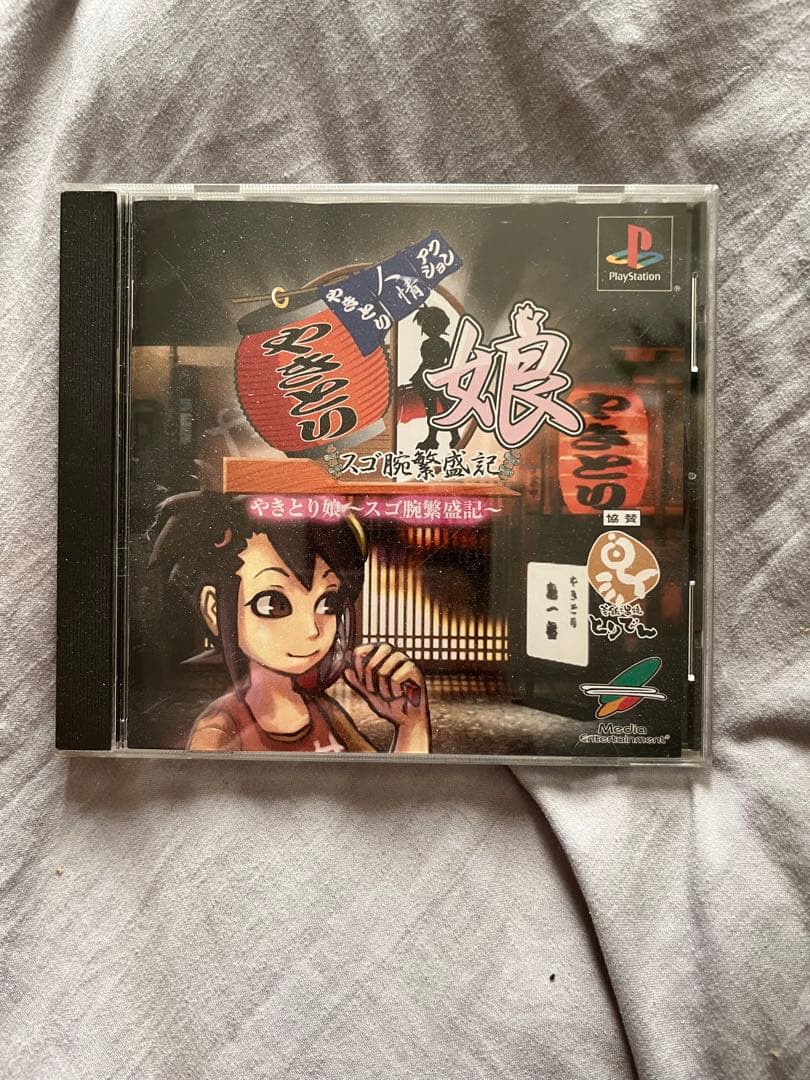 PlayStation
やきとり人情アクション
やきとり
娘
スゴ腕繁盛記
やきとり娘〜スゴ腕繁盛記〜
やきとり
協賛
やきとり
一番
とりでん
Media
entertainment